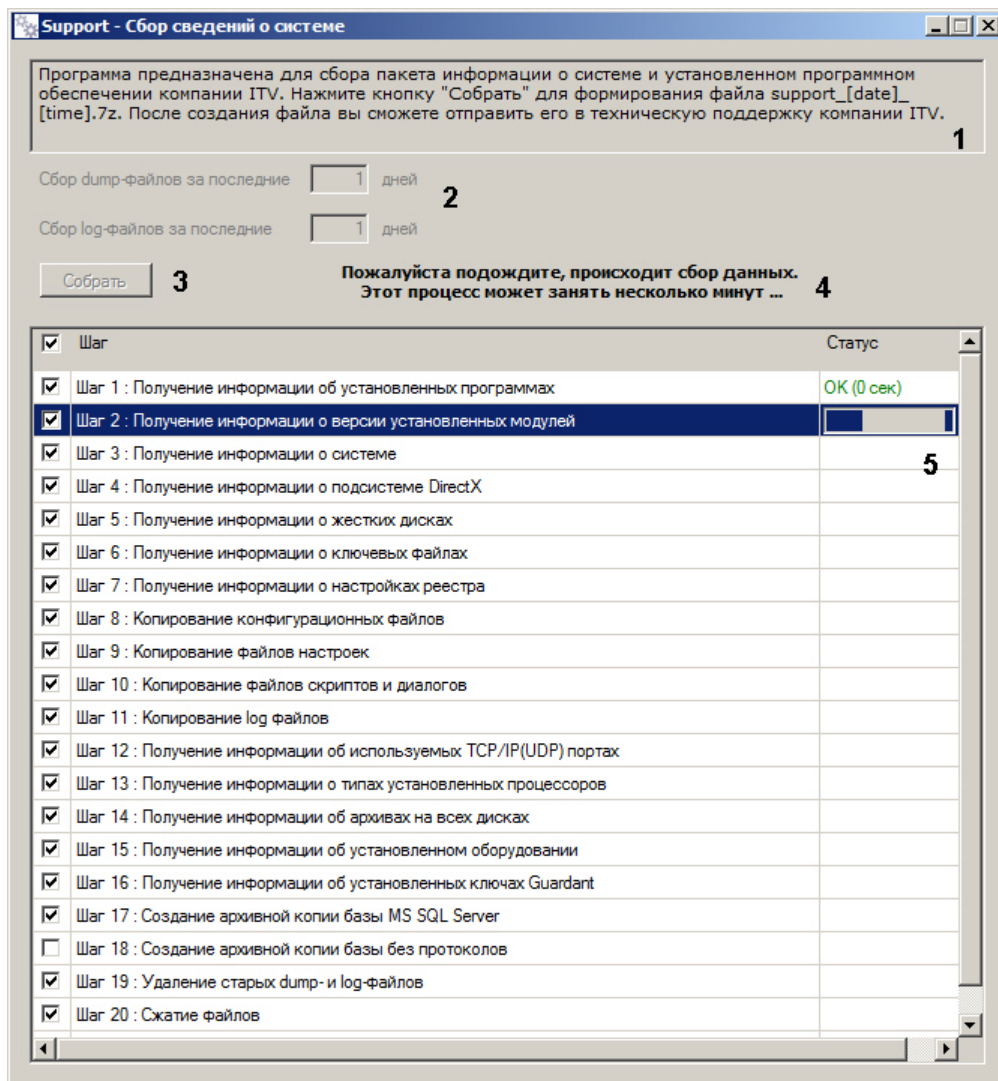 Support - Сбор сведений о системе
Программа предназначена для сбора пакета информации о системе и установленном программном
обеспечении компании ITV. Нажмите кнопку "Собрать" для формирования файла support_[date]_
[time].7z. После создания файла вы сможете отправить его в техническую поддержку компании ITV.
1
Сбор dump-файлов за последние 1 дней
2
Сбор log-файлов за последние 1 дней
Собрать 3
Пожалуйста подождите, происходит сбор данных.
Этот процесс может занять несколько минут ...
4
Шаг Статус
Шаг 1 : Получение информации об установленных программах OK (0 сек)
Шаг 2 : Получение информации о версии установленных модулей
5
Шаг 3 : Получение информации о системе
Шаг 4 : Получение информации о подсистеме DirectX
Шаг 5 : Получение информации о жестких дисках
Шаг 6 : Получение информации о ключевых файлах
Шаг 7 : Получение информации о настройках реестра
Шаг 8 : Копирование конфигурационных файлов
Шаг 9 : Копирование файлов настроек
Шаг 10 : Копирование файлов скриптов и диалогов
Шаг 11 : Копирование log файлов
Шаг 12 : Получение информации об используемых TCP/IP(UDP) портах
Шаг 13 : Получение информации о типах установленных процессоров
Шаг 14 : Получение информации об архивах на всех дисках
Шаг 15 : Получение информации об установленном оборудовании
Шаг 16 : Получение информации об установленных ключах Guardant
Шаг 17 : Создание архивной копии базы MS SQL Server
Шаг 18 : Создание архивной копии базы без протоколов
Шаг 19 : Удаление старых dump- и log-файлов
Шаг 20 : Сжатие файлов